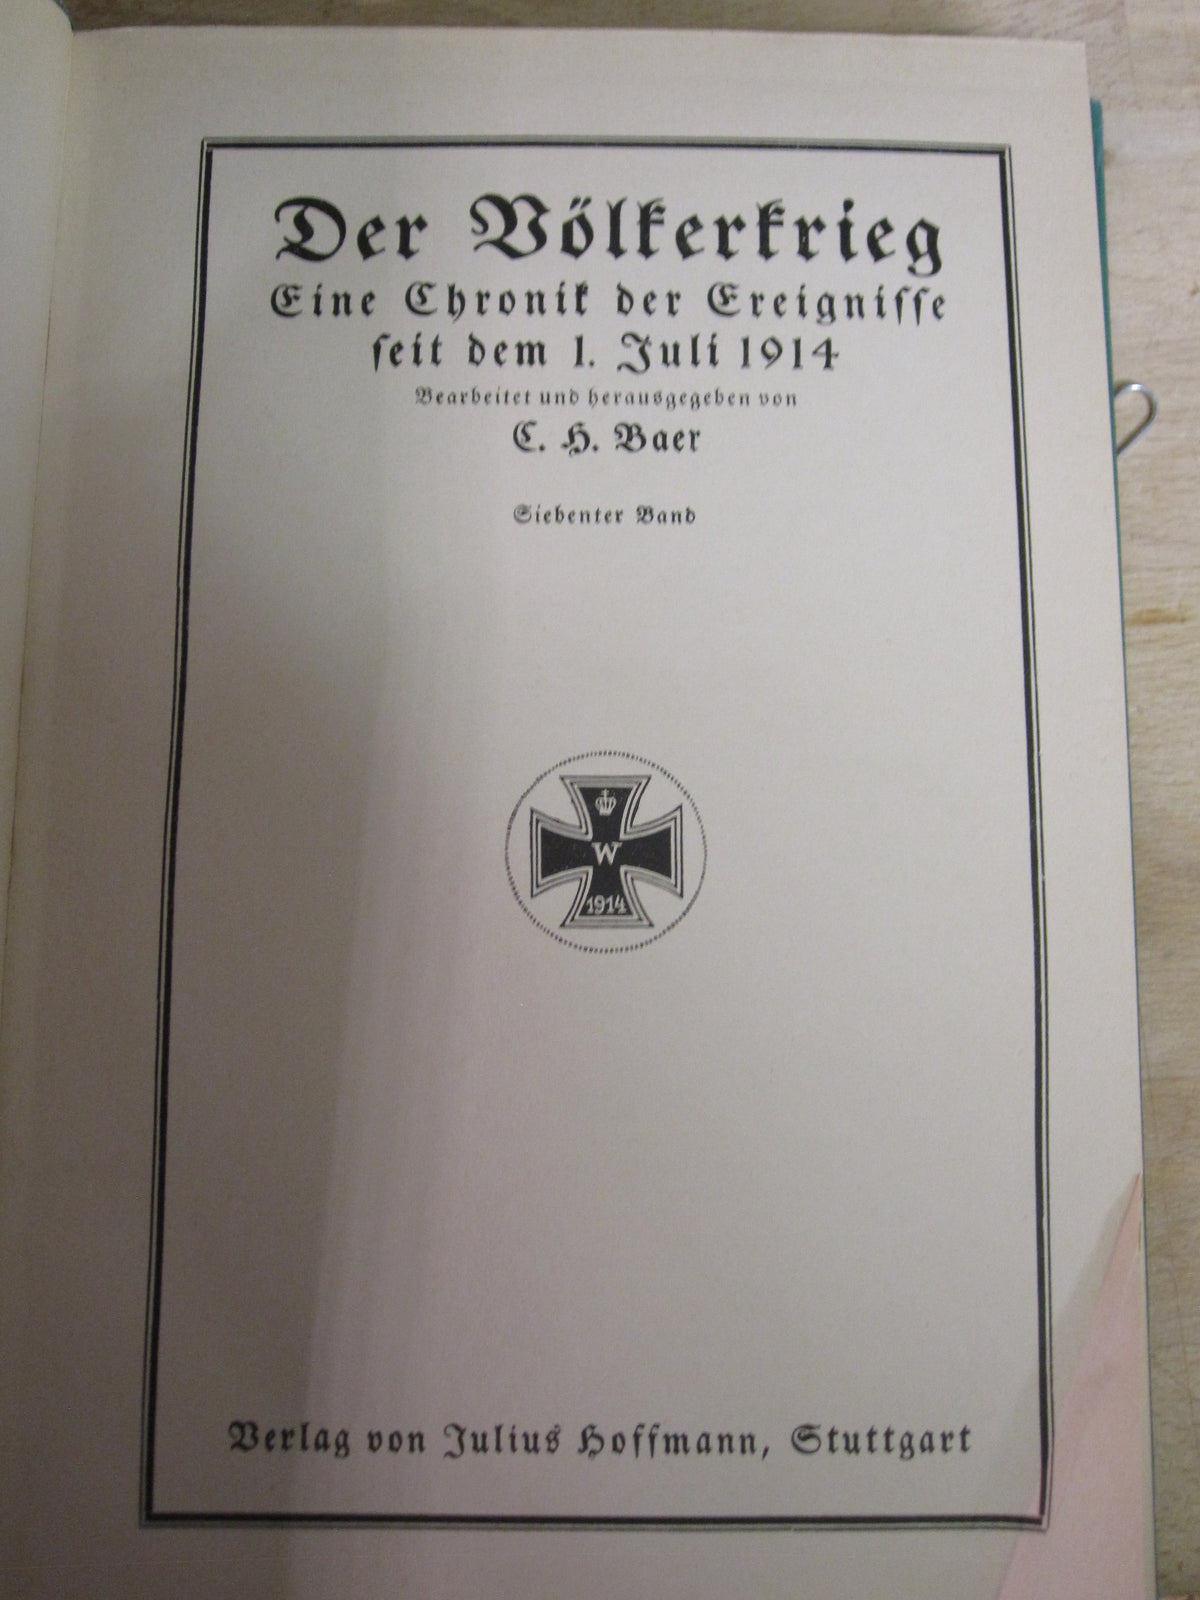 Der Völkerkrieg
Eine Chronik der Ereigniſſe
ſeit dem 1. Juli 1914
Bearbeitet und herausgegeben von
C. H. Baer
Siebenter Band
W
1914
Verlag von Julius Hoffmann, Stuttgart